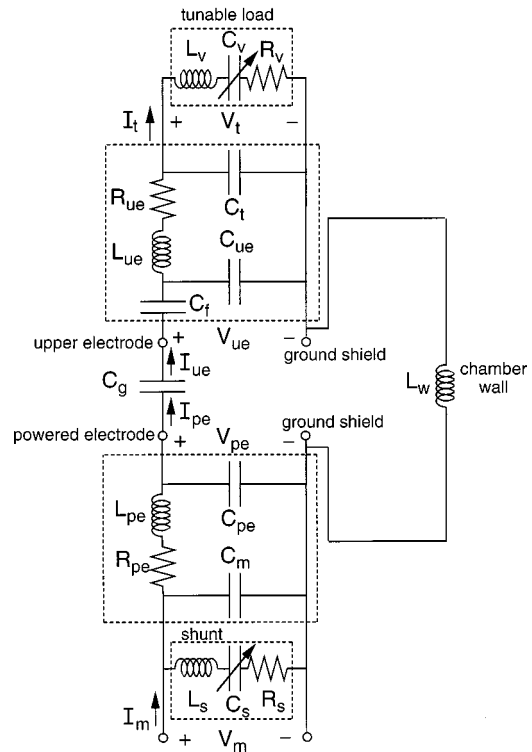 tunable load
L_v C_v R_v
I_t + V_t −
R_ue C_t
L_ue C_ue
C_f
+ V_ue −
upper electrode ground shield
I_ue
C_g
I_pe
L_w chamber wall
ground shield
powered electrode + V_pe −
L_pe C_pe
R_pe C_m
shunt
L_s C_s R_s
I_m + V_m −